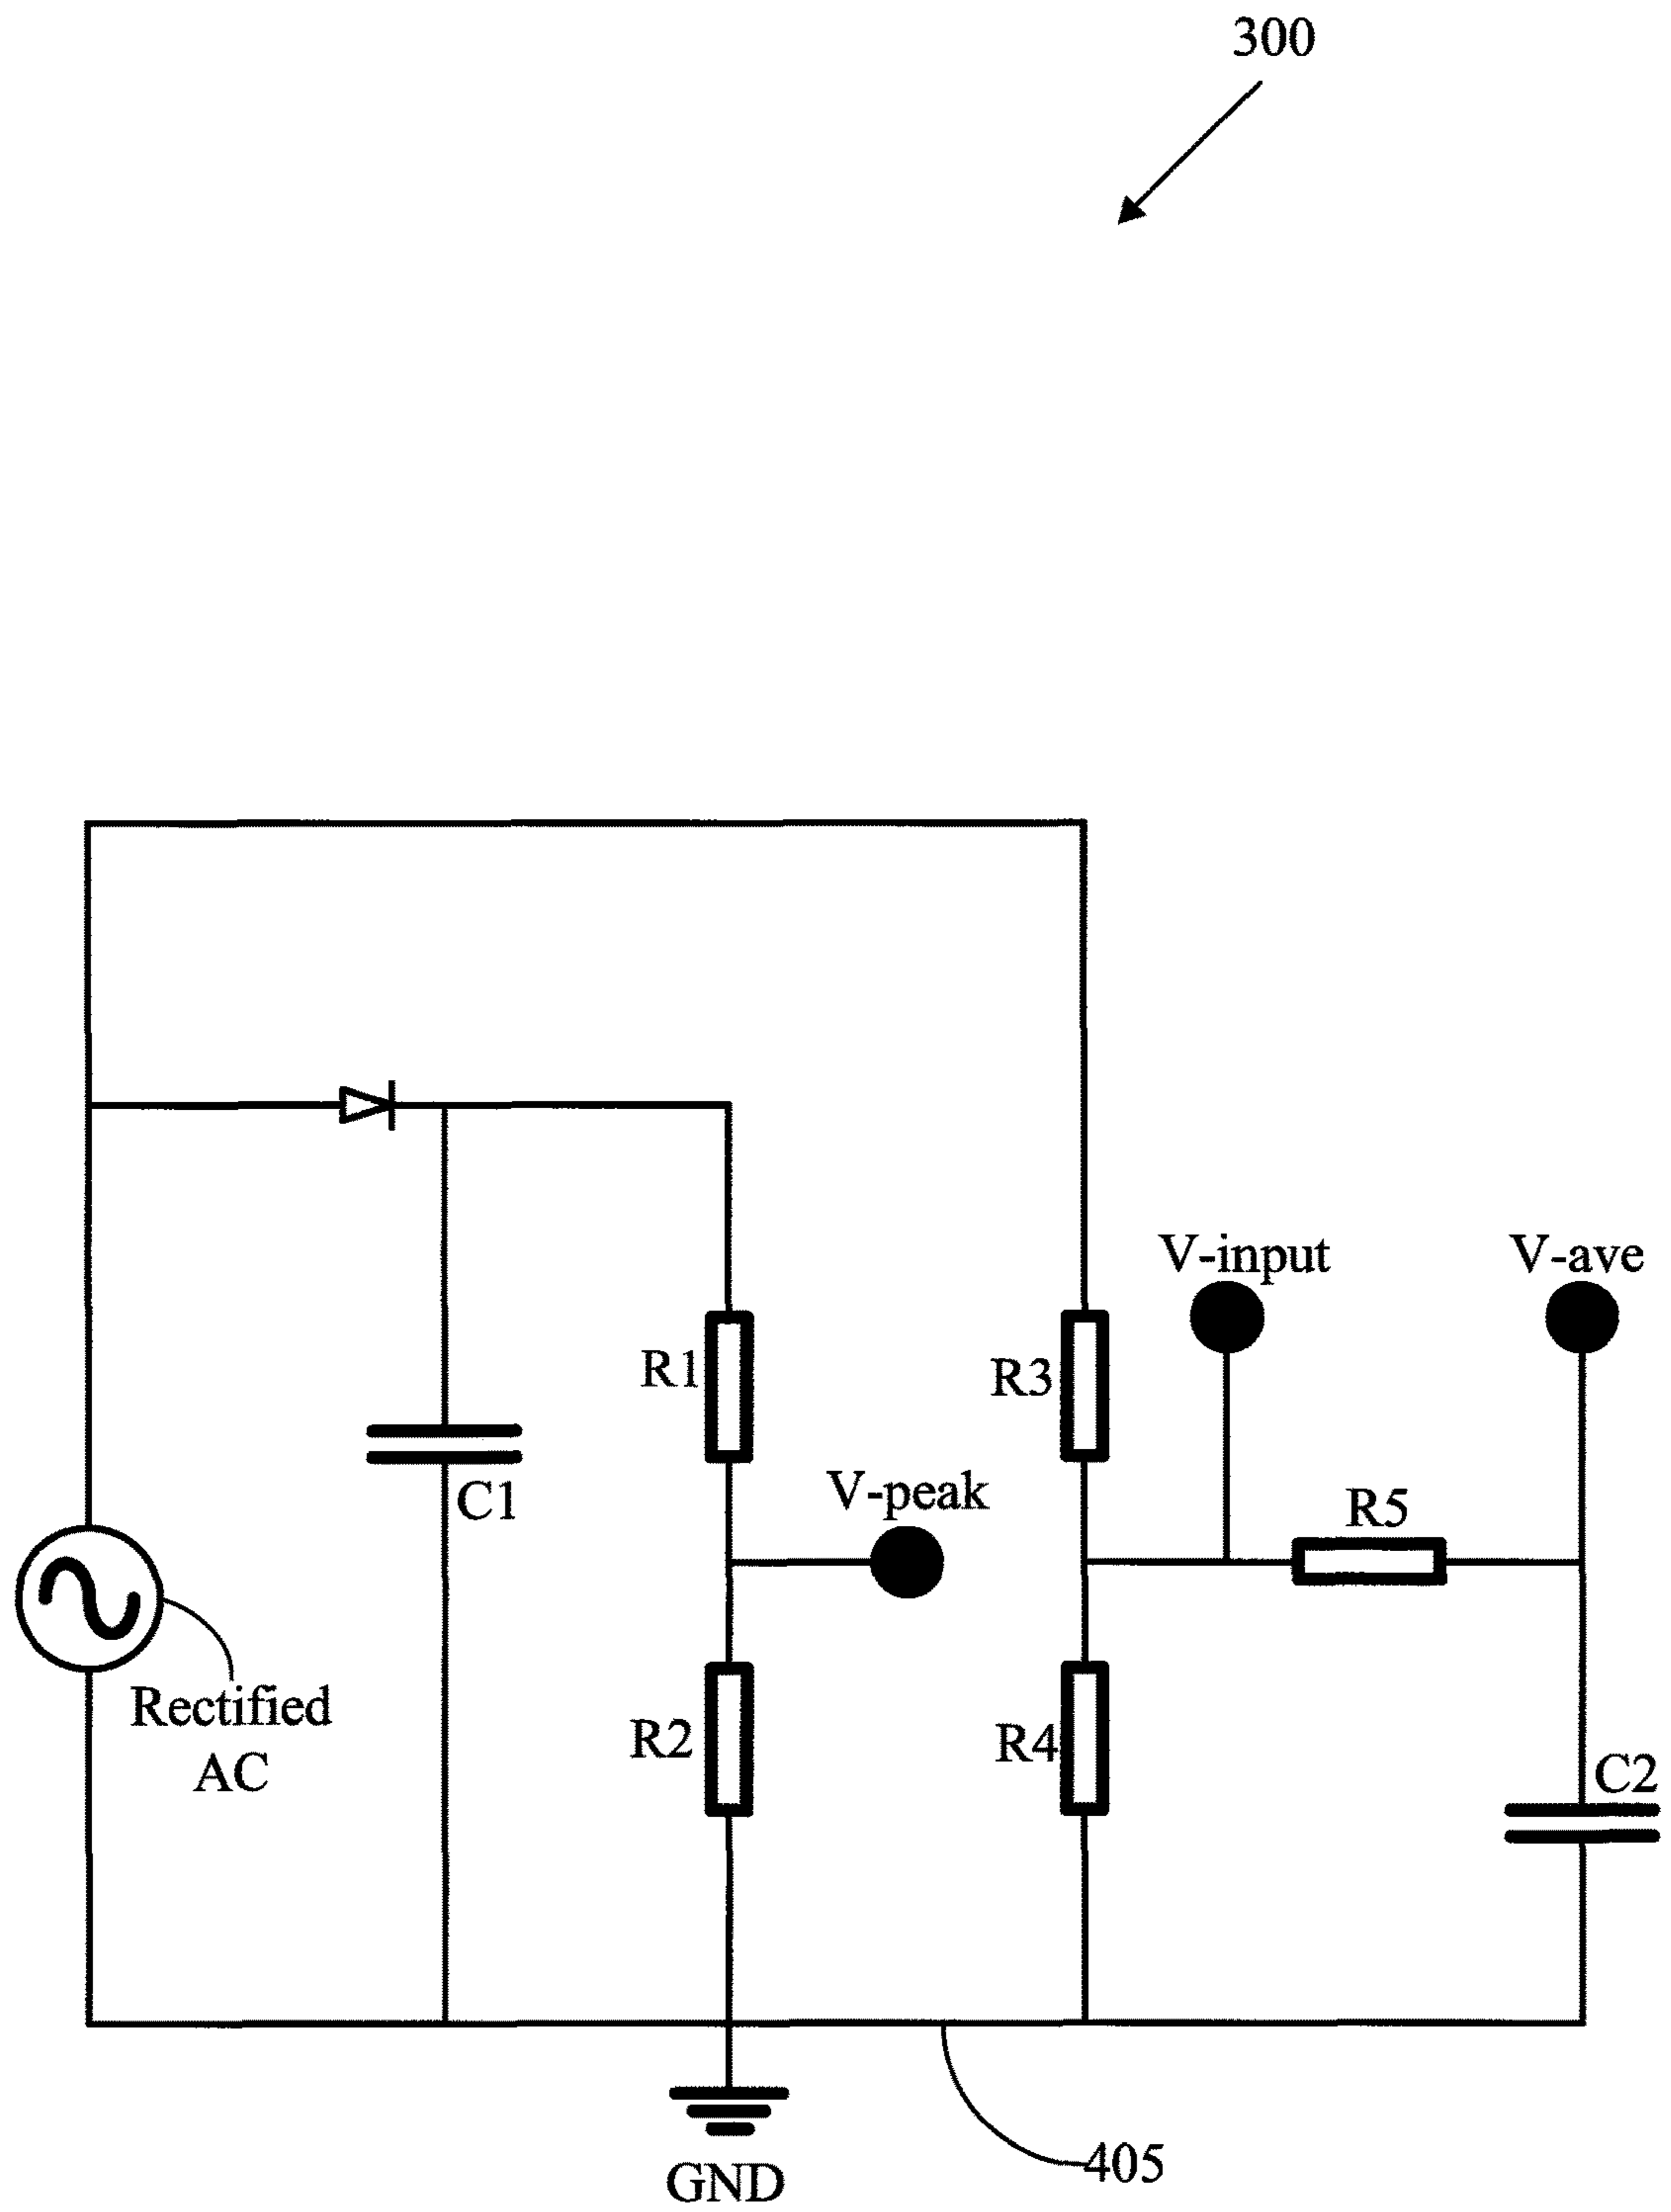 300
V-input
V-ave
R1
R3
V-peak
C1
R5
Rectified
AC
R2
R4
C2
GND
405